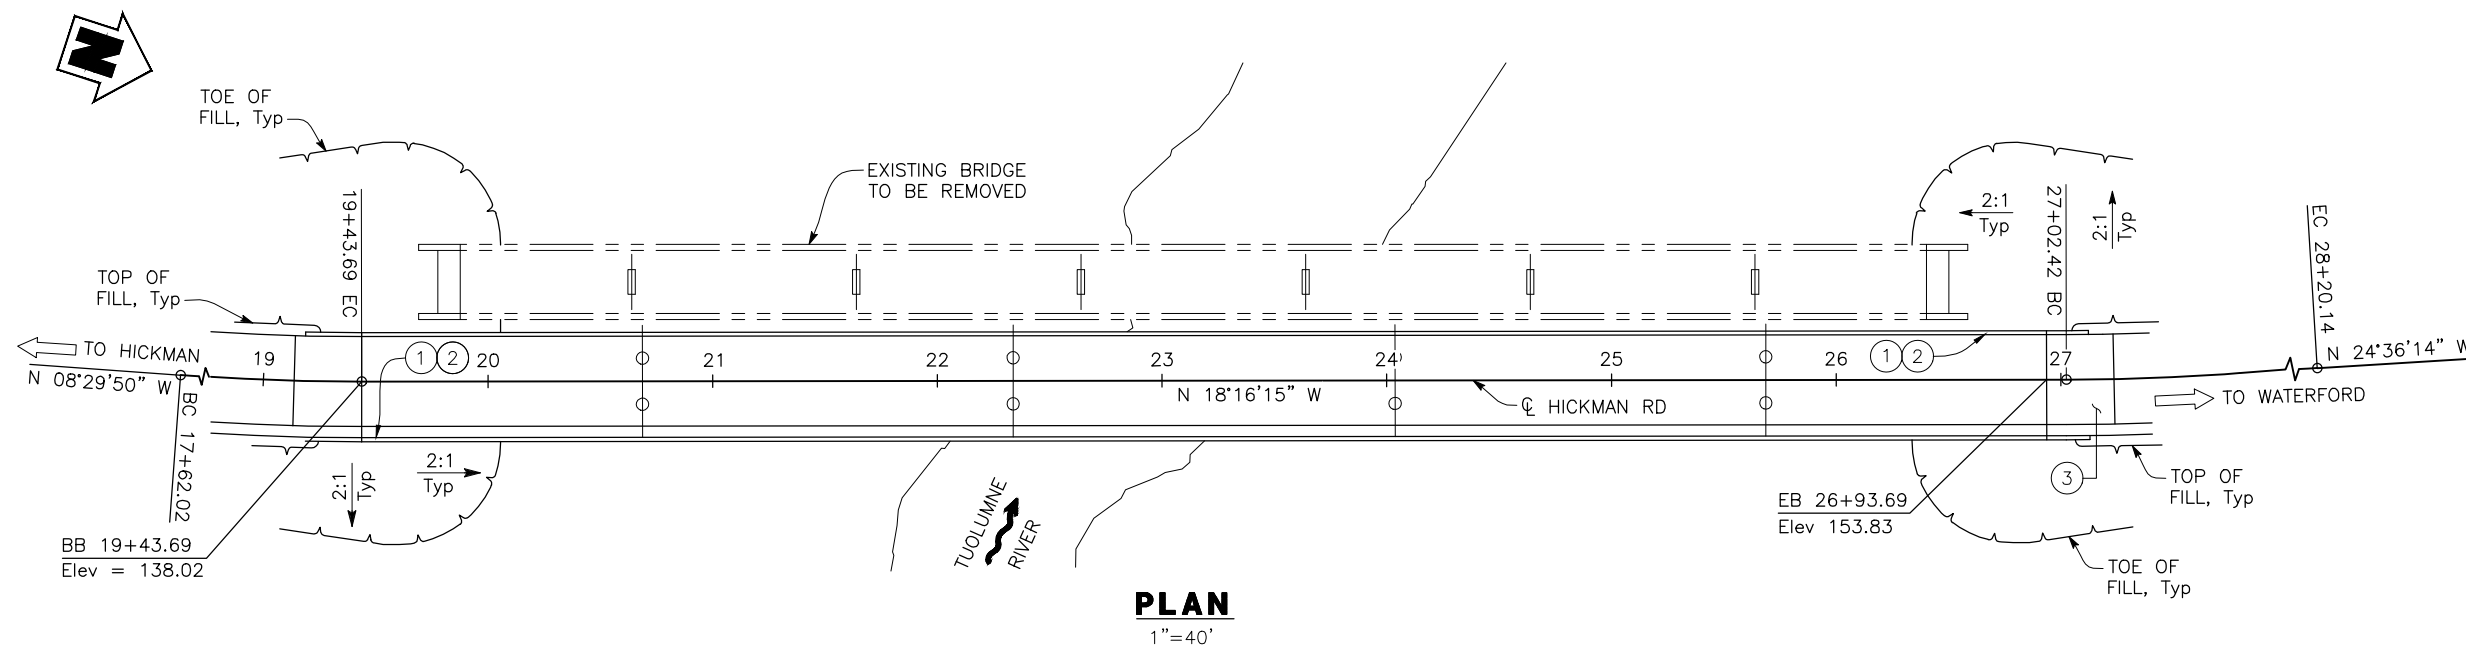 N
TOE OF
FILL, Typ
EXISTING BRIDGE
TO BE REMOVED
19+43.69 EC
2:1
Typ
27+02.42 BC
2:1
Typ
EC 28+20.14
TOP OF
FILL, Typ
TO HICKMAN
N 08°29'50" W
19
1
2
20
21
22
23
24
25
26
1
2
27
N 24°36'14" W
N 18°16'15" W
℄ HICKMAN RD
TO WATERFORD
BC 17+62.02
2:1
Typ
2:1
Typ
TUOLUMNE
RIVER
3
TOP OF
FILL, Typ
EB 26+93.69
Elev 153.83
BB 19+43.69
Elev = 138.02
TOE OF
FILL, Typ
PLAN
1"=40'